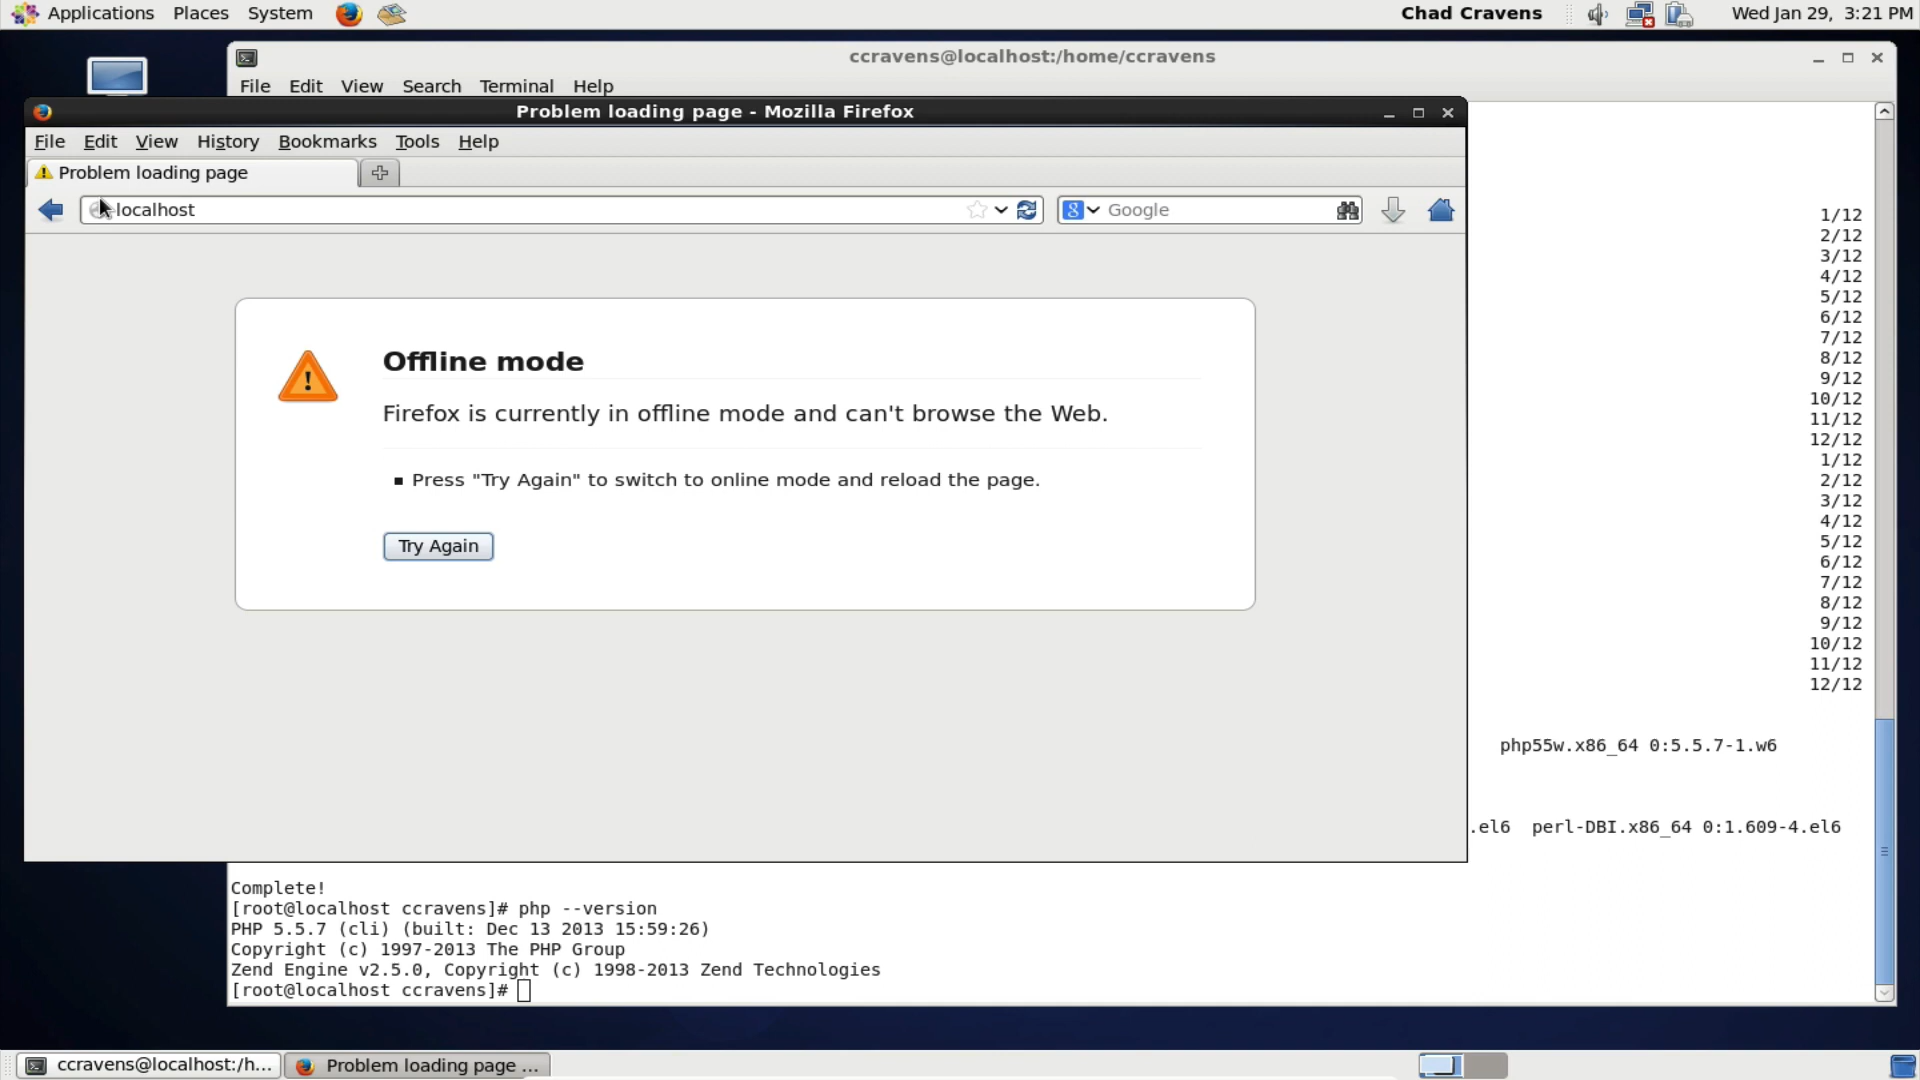 Applications Places System Chad Cravens Wed Jan 29, 3:21 PM
ccravens@localhost:/home/ccravens
File Edit View Search Terminal Help
Problem loading page - Mozilla Firefox
File Edit View History Bookmarks Tools Help
Problem loading page
localhost
8 Google
Offline mode
Firefox is currently in offline mode and can't browse the Web.
Press "Try Again" to switch to online mode and reload the page.
Try Again
1/12
2/12
3/12
4/12
5/12
6/12
7/12
8/12
9/12
10/12
11/12
12/12
1/12
2/12
3/12
4/12
5/12
6/12
7/12
8/12
9/12
10/12
11/12
12/12
php55w.x86_64 0:5.5.7-1.w6
.el6 perl-DBI.x86_64 0:1.609-4.el6
Complete!
[root@localhost ccravens]# php --version
PHP 5.5.7 (cli) (built: Dec 13 2013 15:59:26)
Copyright (c) 1997-2013 The PHP Group
Zend Engine v2.5.0, Copyright (c) 1998-2013 Zend Technologies
[root@localhost ccravens]#
ccravens@localhost:/h... Problem loading page ...